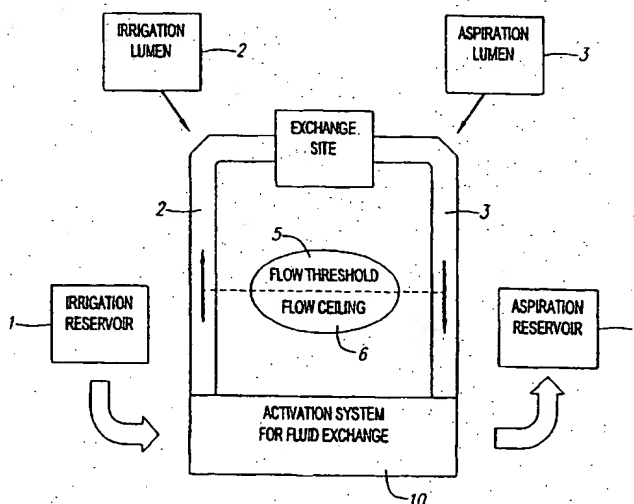 IRRIGATION
LUMEN
2
ASPIRATION
LUMEN
3
EXCHANGE
SITE
2
3
5
FLOW THRESHOLD
FLOW CEILING
6
1
IRRIGATION
RESERVOIR
ASPIRATION
RESERVOIR
ACTIVATION SYSTEM
FOR FLUID EXCHANGE
10